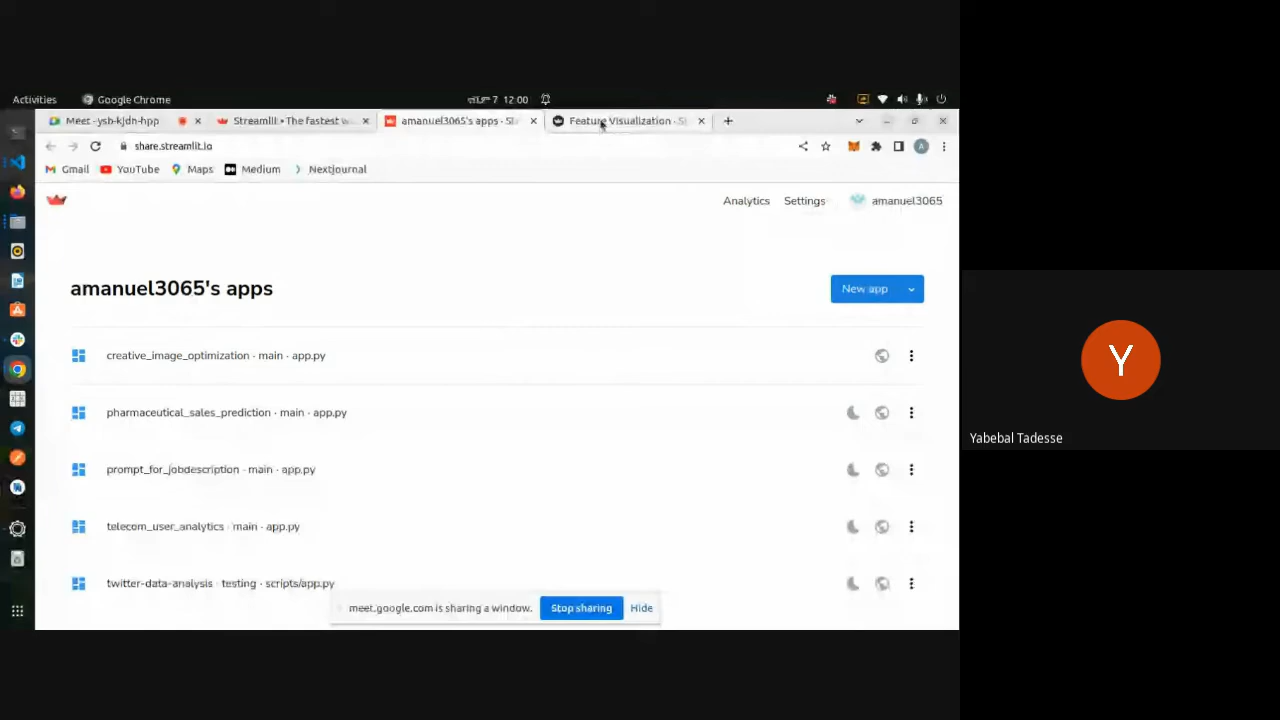 Activities Google Chrome 7 12:00
Meet - ysb-kjdh-hpp Streamlit • The fastest w amanuel3065's apps · St Feature Visualization · St
share.streamlit.io
Gmail YouTube Maps Medium Nextjournal
Analytics Settings amanuel3065
amanuel3065's apps New app
creative_image_optimization · main · app.py
pharmaceutical_sales_prediction · main · app.py
prompt_for_jobdescription · main · app.py
telecom_user_analytics · main · app.py
twitter-data-analysis · testing · scripts/app.py
meet.google.com is sharing a window. Stop sharing Hide
Y
Yabebal Tadesse
A